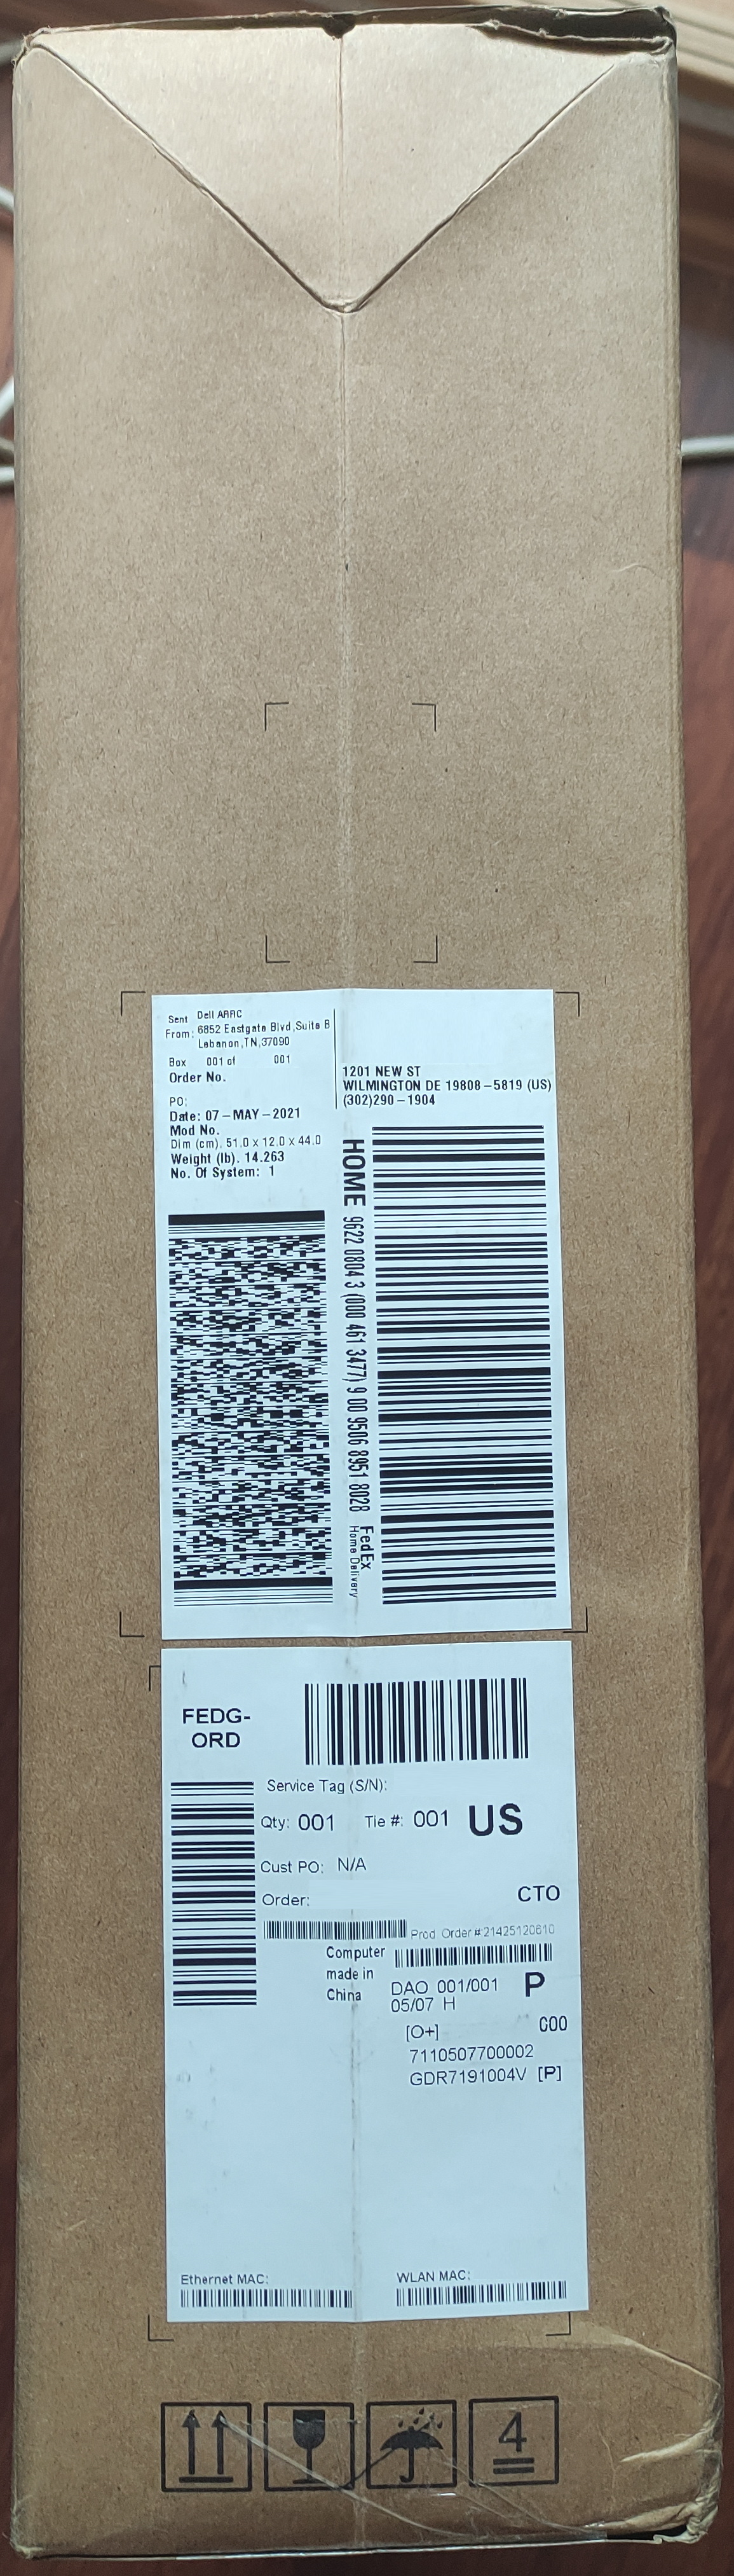 Sent From: Dell ARRC
6852 Eastgate Blvd,Suite B
Lebanon,TN,37090
Box 001 of 001
Order No.
PO:
Date: 07-MAY-2021
Mod No.
Dim (cm). 51.0 x 12.0 x 44.0
Weight (lb). 14.263
No. Of System: 1
1201 NEW ST
WILMINGTON DE 19808-5819 (US)
(302)290-1904
HOME 9622 0804 3 (000 461 3477) 9 00 9506 8951 8028
FedEx
Home Delivery
FEDG-
ORD
Service Tag (S/N):
Qty: 001 Tie #: 001 US
Cust PO: N/A
Order:
CTO
Prod Order #:21425120610
Computer
made in
China
DAO 001/001 P
05/07 H
[O+] COO
7110507700002
GDR7191004V [P]
Ethernet MAC:
WLAN MAC:
4